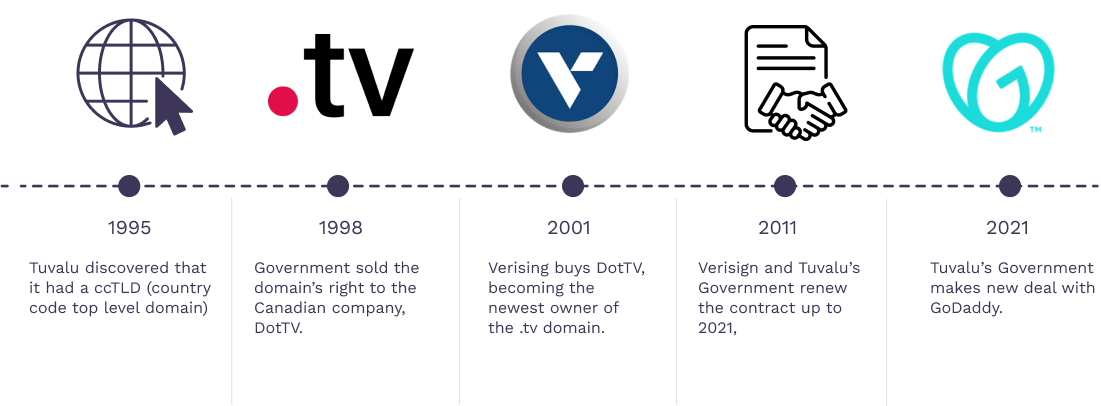 .tv
TM
1995
Tuvalu discovered that
it had a ccTLD (country
code top level domain)
1998
Government sold the
domain's right to the
Canadian company,
DotTV.
2001
Verising buys DotTV,
becoming the
newest owner of
the .tv domain.
2011
Verisign and Tuvalu's
Government renew
the contract up to
2021,
2021
Tuvalu's Government
makes new deal with
GoDaddy.